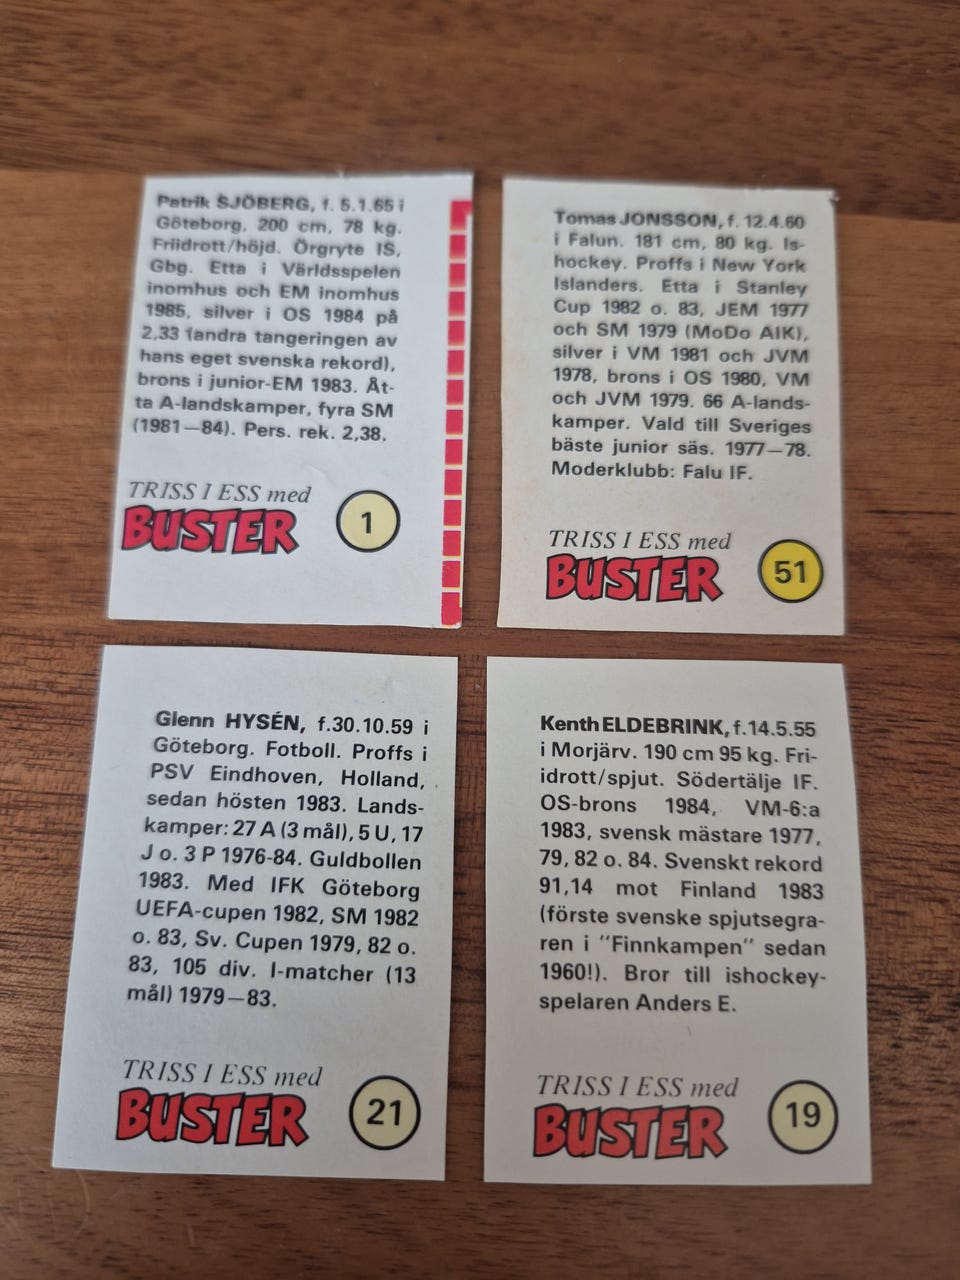 Patrik SJÖBERG, f. 5.1.65 i
Göteborg. 200 cm, 78 kg.
Friidrott/höjd. Örgryte IS,
Gbg. Etta i Världsspelen
inomhus och EM inomhus
1985, silver i OS 1984 på
2,33 (andra tangeringen av
hans eget svenska rekord),
brons i junior-EM 1983. Åt-
ta A-landskamper, fyra SM
(1981—84). Pers. rek. 2,38.
TRISS I ESS med
BUSTER
1
Tomas JONSSON, f. 12.4.60
i Falun. 181 cm, 80 kg. Is-
hockey. Proffs i New York
Islanders. Etta i Stanley
Cup 1982 o. 83, JEM 1977
och SM 1979 (MoDo AIK),
silver i VM 1981 och JVM
1978, brons i OS 1980, VM
och JVM 1979. 66 A-lands-
kamper. Vald till Sveriges
bäste junior säs. 1977—78.
Moderklubb: Falu IF.
TRISS I ESS med
BUSTER
51
Glenn HYSÉN, f.30.10.59 i
Göteborg. Fotboll. Proffs i
PSV Eindhoven, Holland,
sedan hösten 1983. Lands-
kamper: 27 A (3 mål), 5 U, 17
J o. 3 P 1976-84. Guldbollen
1983. Med IFK Göteborg
UEFA-cupen 1982, SM 1982
o. 83, Sv. Cupen 1979, 82 o.
83, 105 div. I-matcher (13
mål) 1979—83.
TRISS I ESS med
BUSTER
21
Kenth ELDEBRINK, f.14.5.55
i Morjärv. 190 cm 95 kg. Fri-
idrott/spjut. Södertälje IF.
OS-brons 1984, VM-6:a
1983, svensk mästare 1977,
79, 82 o. 84. Svenskt rekord
91,14 mot Finland 1983
(förste svenske spjutsegra-
ren i "Finnkampen" sedan
1960!). Bror till ishockey-
spelaren Anders E.
TRISS I ESS med
BUSTER
19